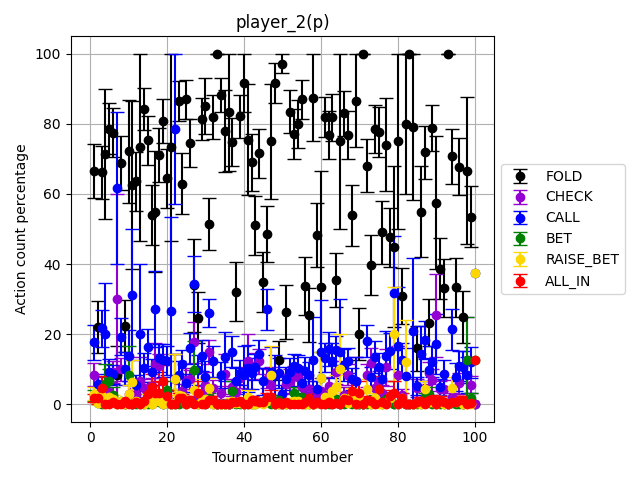 player_2(p)
Action count percentage
100
80
60
40
20
0
0
20
40
60
80
100
Tournament number
FOLD
CHECK
CALL
BET
RAISE_BET
ALL_IN